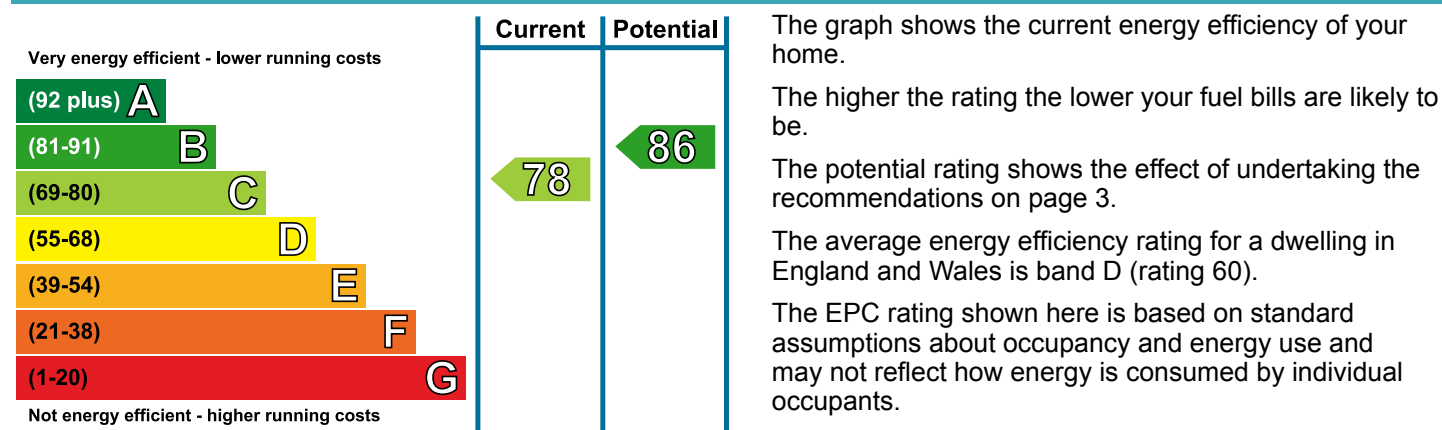 Current Potential
Very energy efficient - lower running costs
(92 plus) A
(81-91) B
(69-80) C
(55-68) D
(39-54) E
(21-38) F
(1-20) G
Not energy efficient - higher running costs
78
86
The graph shows the current energy efficiency of your
home.
The higher the rating the lower your fuel bills are likely to
be.
The potential rating shows the effect of undertaking the
recommendations on page 3.
The average energy efficiency rating for a dwelling in
England and Wales is band D (rating 60).
The EPC rating shown here is based on standard
assumptions about occupancy and energy use and
may not reflect how energy is consumed by individual
occupants.